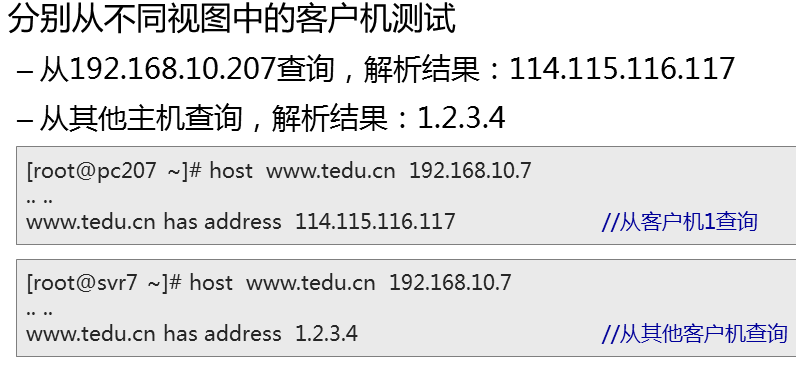 分别从不同视图中的客户机测试
– 从192.168.10.207查询，解析结果：114.115.116.117
– 从其他主机查询，解析结果：1.2.3.4
[root@pc207 ~]# host www.tedu.cn 192.168.10.7
.. ..
www.tedu.cn has address 114.115.116.117 //从客户机1查询
[root@svr7 ~]# host www.tedu.cn 192.168.10.7
.. ..
www.tedu.cn has address 1.2.3.4 //从其他客户机查询